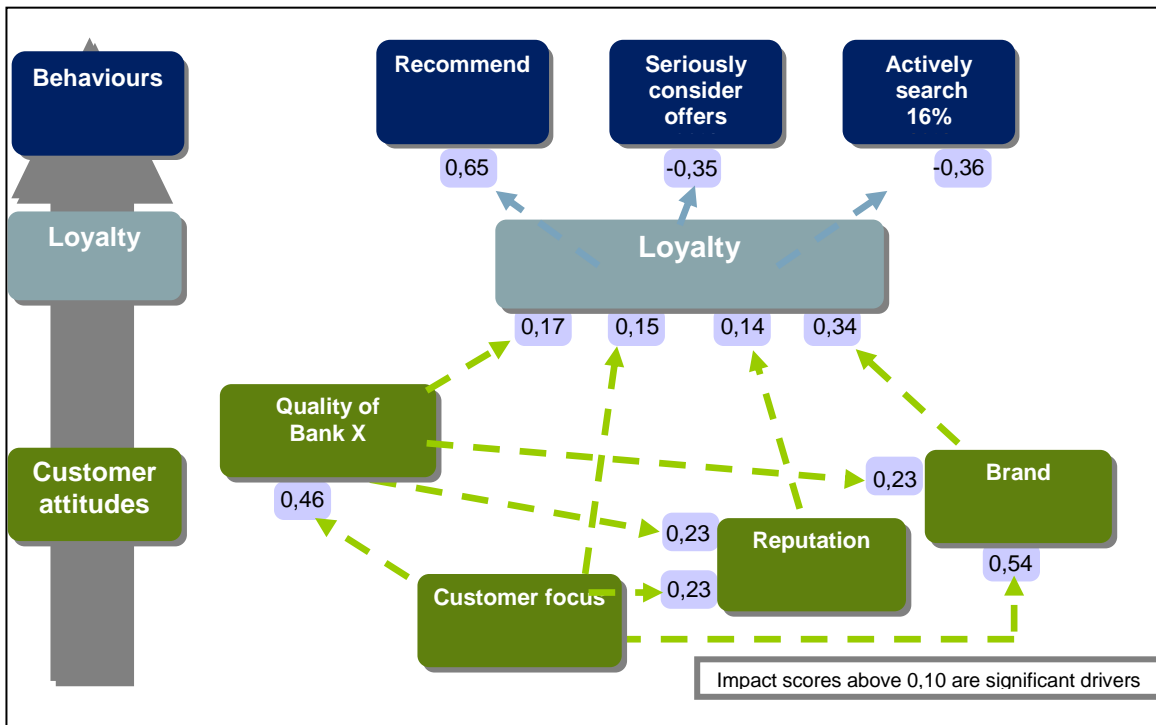 Behaviours
Recommend
Seriously
consider
offers
Actively
search
16%
0,65
-0,35
-0,36
Loyalty
Loyalty
0,17
0,15
0,14
0,34
Quality of
Bank X
Customer
attitudes
0,46
0,23
Brand
0,23
Reputation
0,54
0,23
Customer focus
Impact scores above 0,10 are significant drivers